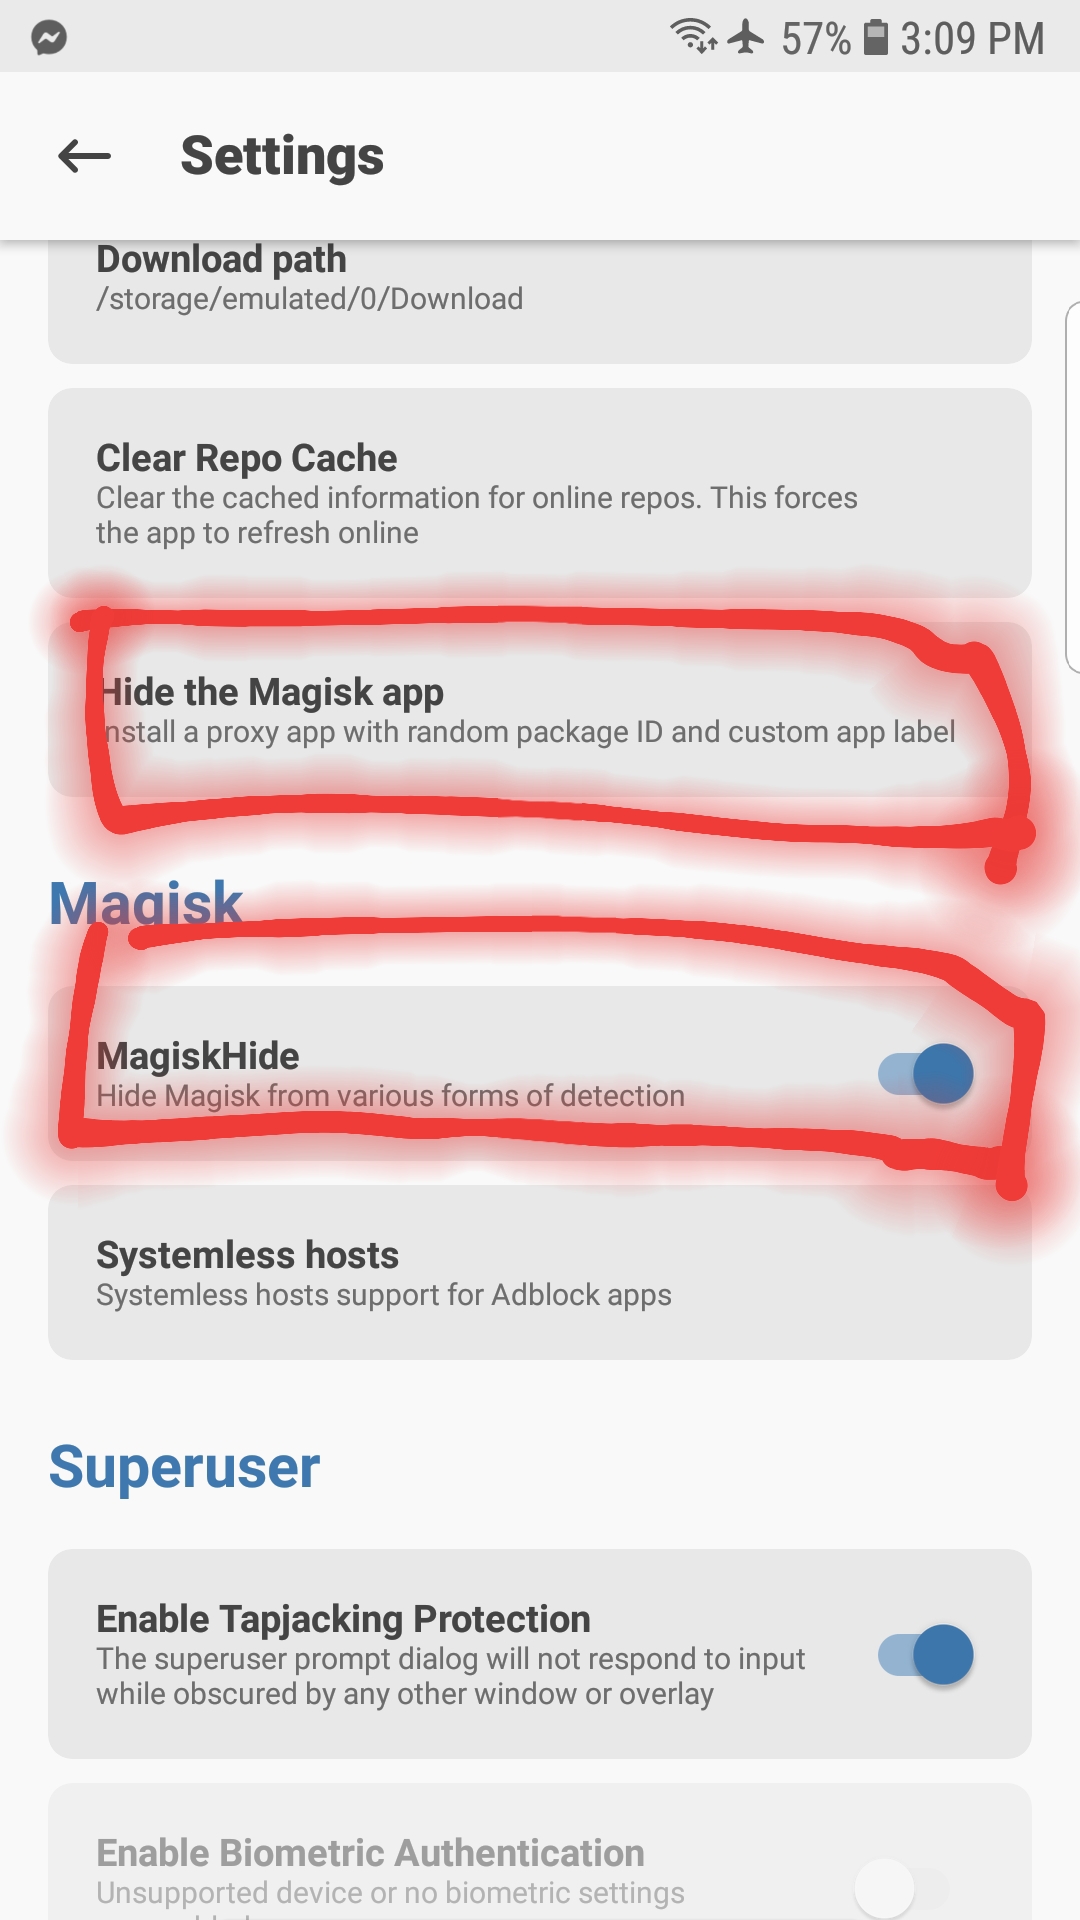 57% 3:09 PM
Settings
Download path
/storage/emulated/0/Download
Clear Repo Cache
Clear the cached information for online repos. This forces
the app to refresh online
Hide the Magisk app
Install a proxy app with random package ID and custom app label
Magisk
MagiskHide
Hide Magisk from various forms of detection
Systemless hosts
Systemless hosts support for Adblock apps
Superuser
Enable Tapjacking Protection
The superuser prompt dialog will not respond to input
while obscured by any other window or overlay
Enable Biometric Authentication
Unsupported device or no biometric settings